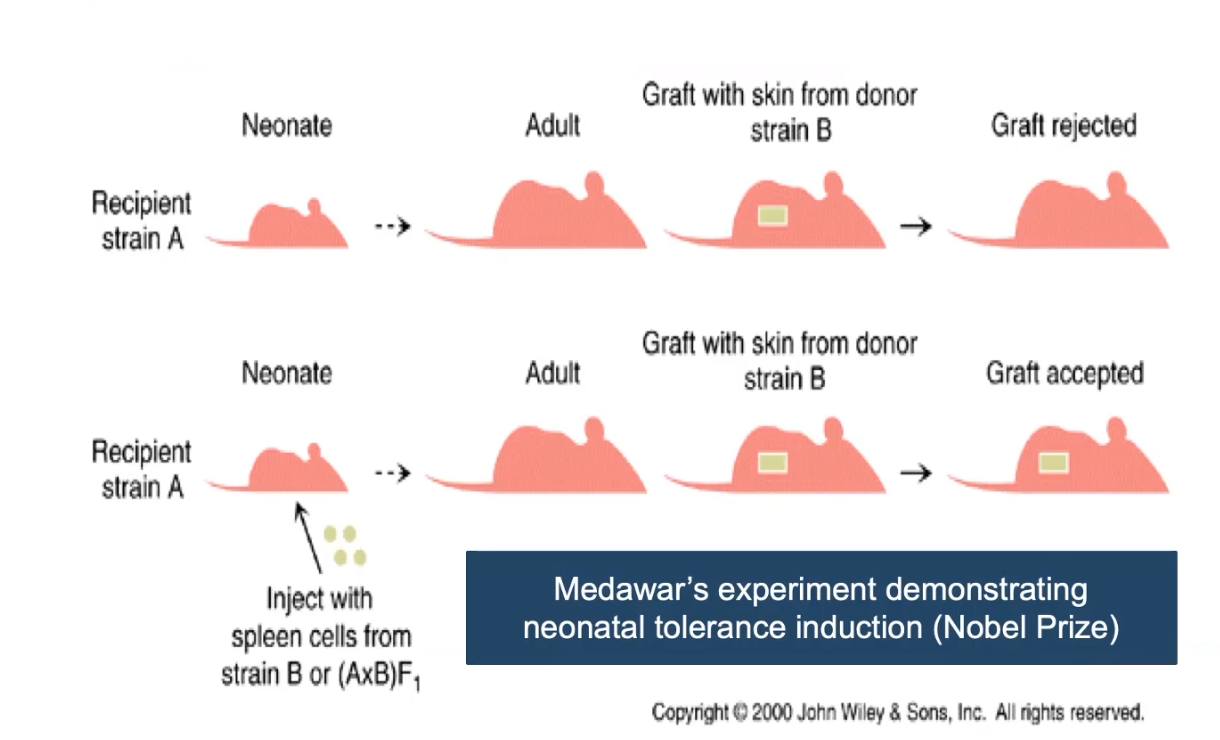 Neonate
Adult
Graft with skin from donor
strain B
Graft rejected
Recipient
strain A
Neonate
Adult
Graft with skin from donor
strain B
Graft accepted
Recipient
strain A
Inject with
spleen cells from
strain B or (AxB)F₁
Medawar’s experiment demonstrating
neonatal tolerance induction (Nobel Prize)
Copyright © 2000 John Wiley & Sons, Inc. All rights reserved.